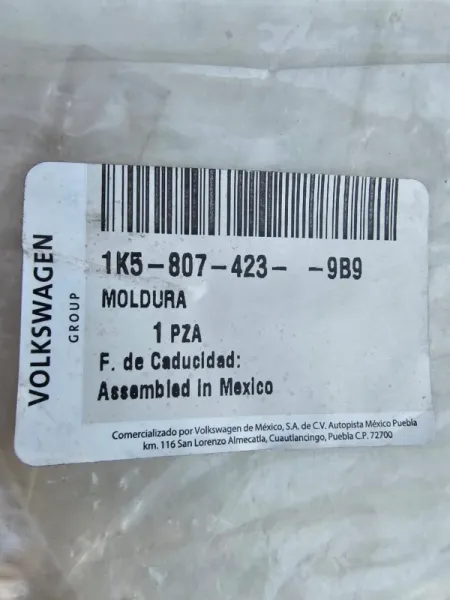 VOLKSWAGEN
GROUP
1K5-807-423- -9B9
MOLDURA
1 PZA
F. de Caducidad:
Assembled in Mexico
Comercializado por Volkswagen de México, S.A. de C.V. Autopista México Puebla
km. 116 San Lorenzo Almecatla, Cuautlancingo, Puebla C.P. 72700